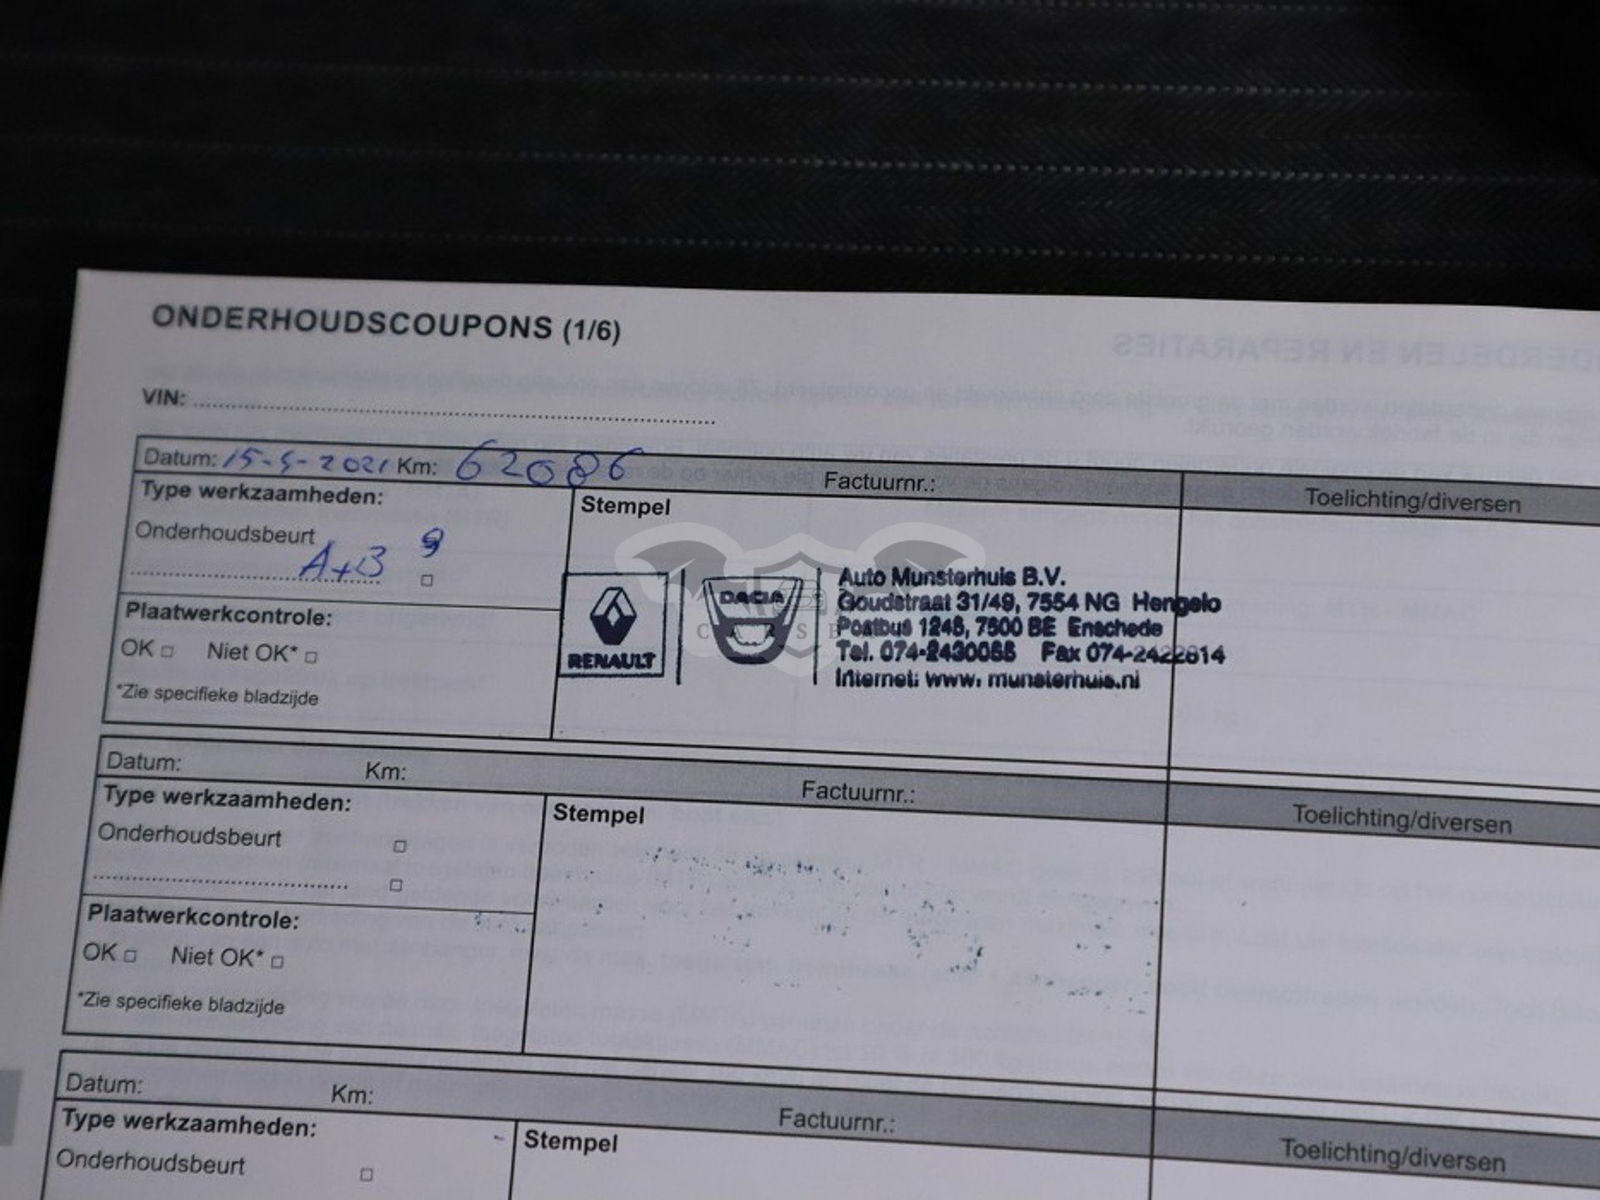 ONDERHOUDSCOUPONS (1/6)
VIN:
Datum: 15-5-2021 Km: 62086 Factuurnr.: Toelichting/diversen
Type werkzaamheden:
Stempel
Onderhoudsbeurt
A+B
Plaatwerkcontrole:
OK □ Niet OK* □
*Zie specifieke bladzijde
RENAULT
DACIA
CARSE
Auto Munsterhuis B.V.
Goudstraat 31/49, 7554 NG Hengelo
Postbus 1245, 7500 BE Enschede
Tel. 074-2430055 Fax 074-2422814
Internet: www.munsterhuis.nl
Datum: Km: Factuurnr.: Toelichting/diversen
Type werkzaamheden:
Stempel
Onderhoudsbeurt □
□
Plaatwerkcontrole:
OK □ Niet OK* □
*Zie specifieke bladzijde
Datum: Km: Factuurnr.: Toelichting/diversen
Type werkzaamheden:
Stempel
Onderhoudsbeurt □